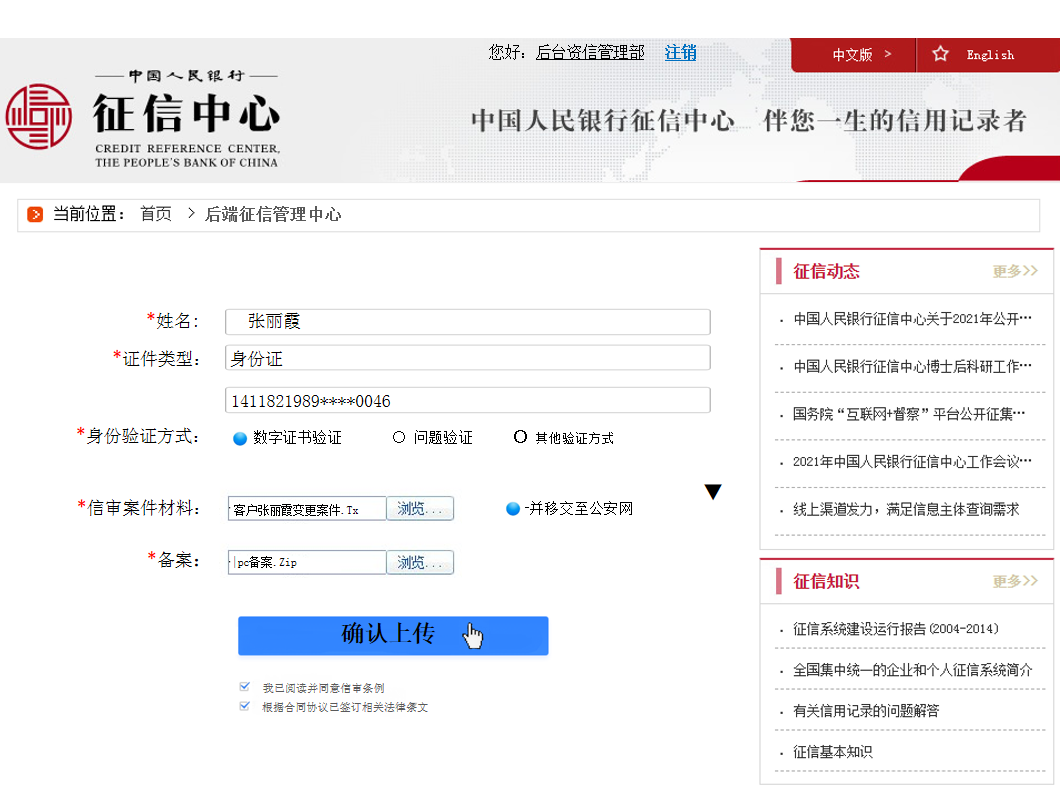 您好： 后台资信管理部 注销
中文版 >
English
中国人民银行
征信中心
CREDIT REFERENCE CENTER,
THE PEOPLE'S BANK OF CHINA
中国人民银行征信中心 伴您一生的信用记录者
当前位置： 首页 > 后端征信管理中心
*姓名: 张丽霞
*证件类型： 身份证
1411821989****0046
*身份验证方式： 数字证书验证 问题验证 其他验证方式
*信审案件材料： 客户张丽霞变更案件.Tx 浏览... -并移交至公安网
*备案： pc备案.Zip 浏览...
确认上传
我已阅读并同意信审条例
根据合同协议已签订相关法律条文
征信动态 更多>>
· 中国人民银行征信中心关于2021年公开…
· 中国人民银行征信中心博士后科研工作…
· 国务院“互联网+督察”平台公开征集…
· 2021年中国人民银行征信中心工作会议…
· 线上渠道发力，满足信息主体查询需求
征信知识 更多>>
· 征信系统建设运行报告(2004-2014)
· 全国集中统一的企业和个人征信系统简介
· 有关信用记录的问题解答
· 征信基本知识